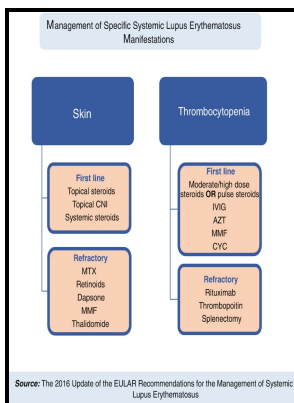 Management of Specific Systemic Lupus Erythematosus
Manifestations
Skin
First line
Topical steroids
Topical CNI
Systemic steroids
Refractory
MTX
Retinoids
Dapsone
MMF
Thalidomide
Thrombocytopenia
First line
Moderate/high dose
steroids OR pulse steroids
IVIG
AZT
MMF
CYC
Refractory
Rituximab
Thrombopoitin
Splenectomy
Source: The 2016 Update of the EULAR Recommendations for the Management of Systemic
Lupus Erythematosus